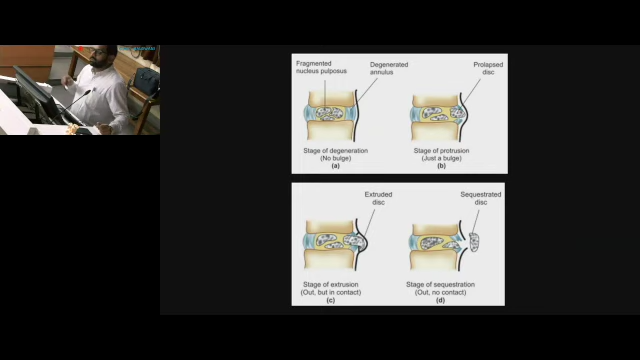 Fragmented
nucleus pulposus
Degenerated
annulus
Prolapsed
disc
Stage of degeneration
(No bulge)
(a)
Stage of protrusion
(Just a bulge)
(b)
Extruded
disc
Sequestrated
disc
Stage of extrusion
(Out, but in contact)
(c)
Stage of sequestration
(Out, no contact)
(d)